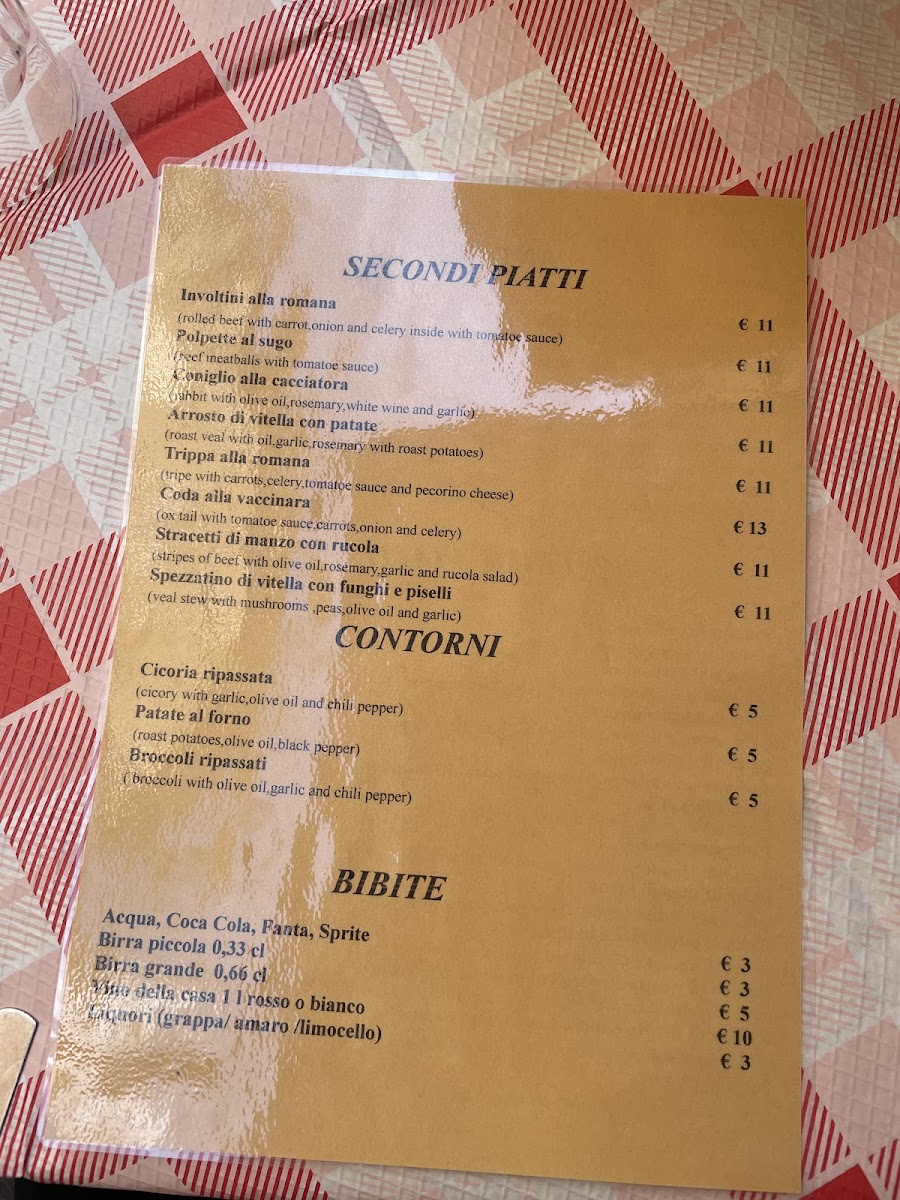 SECONDI PIATTI
Involtini alla romana
(rolled beef with carrot,onion and celery inside with tomatoe sauce) € 11
Polpette al sugo
(beef meatballs with tomatoe sauce) € 11
Coniglio alla cacciatora
(rabbit with olive oil,rosemary,white wine and garlic) € 11
Arrosto di vitella con patate
(roast veal with oil,garlic,rosemary with roast potatoes) € 11
Trippa alla romana
(tripe with carrots,celery,tomatoe sauce and pecorino cheese) € 11
Coda alla vaccinara
(ox tail with tomatoe sauce,carrots,onion and celery) € 13
Stracetti di manzo con rucola
(stripes of beef with olive oil,rosemary,garlic and rucola salad) € 11
Spezzatino di vitella con funghi e piselli
(veal stew with mushrooms ,peas,olive oil and garlic) € 11
CONTORNI
Cicoria ripassata
(cicory with garlic,olive oil and chili pepper) € 5
Patate al forno
(roast potatoes,olive oil,black pepper) € 5
Broccoli ripassati
( broccoli with olive oil,garlic and chili pepper) € 5
BIBITE
Acqua, Coca Cola, Fanta, Sprite € 3
Birra piccola 0,33 cl € 3
Birra grande 0,66 cl € 5
Vino della casa 1 l rosso o bianco € 10
Liquori (grappa/ amaro /limocello) € 3